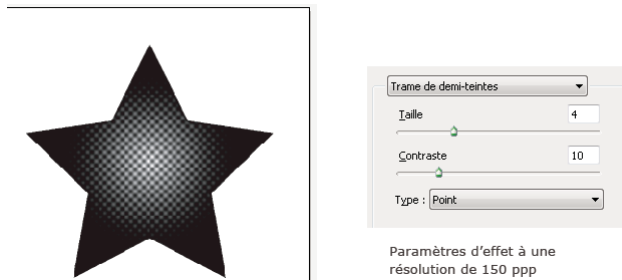 Trame de demi-teintes
Taille 4
Contraste 10
Type : Point
Paramètres d'effet à une
résolution de 150 ppp